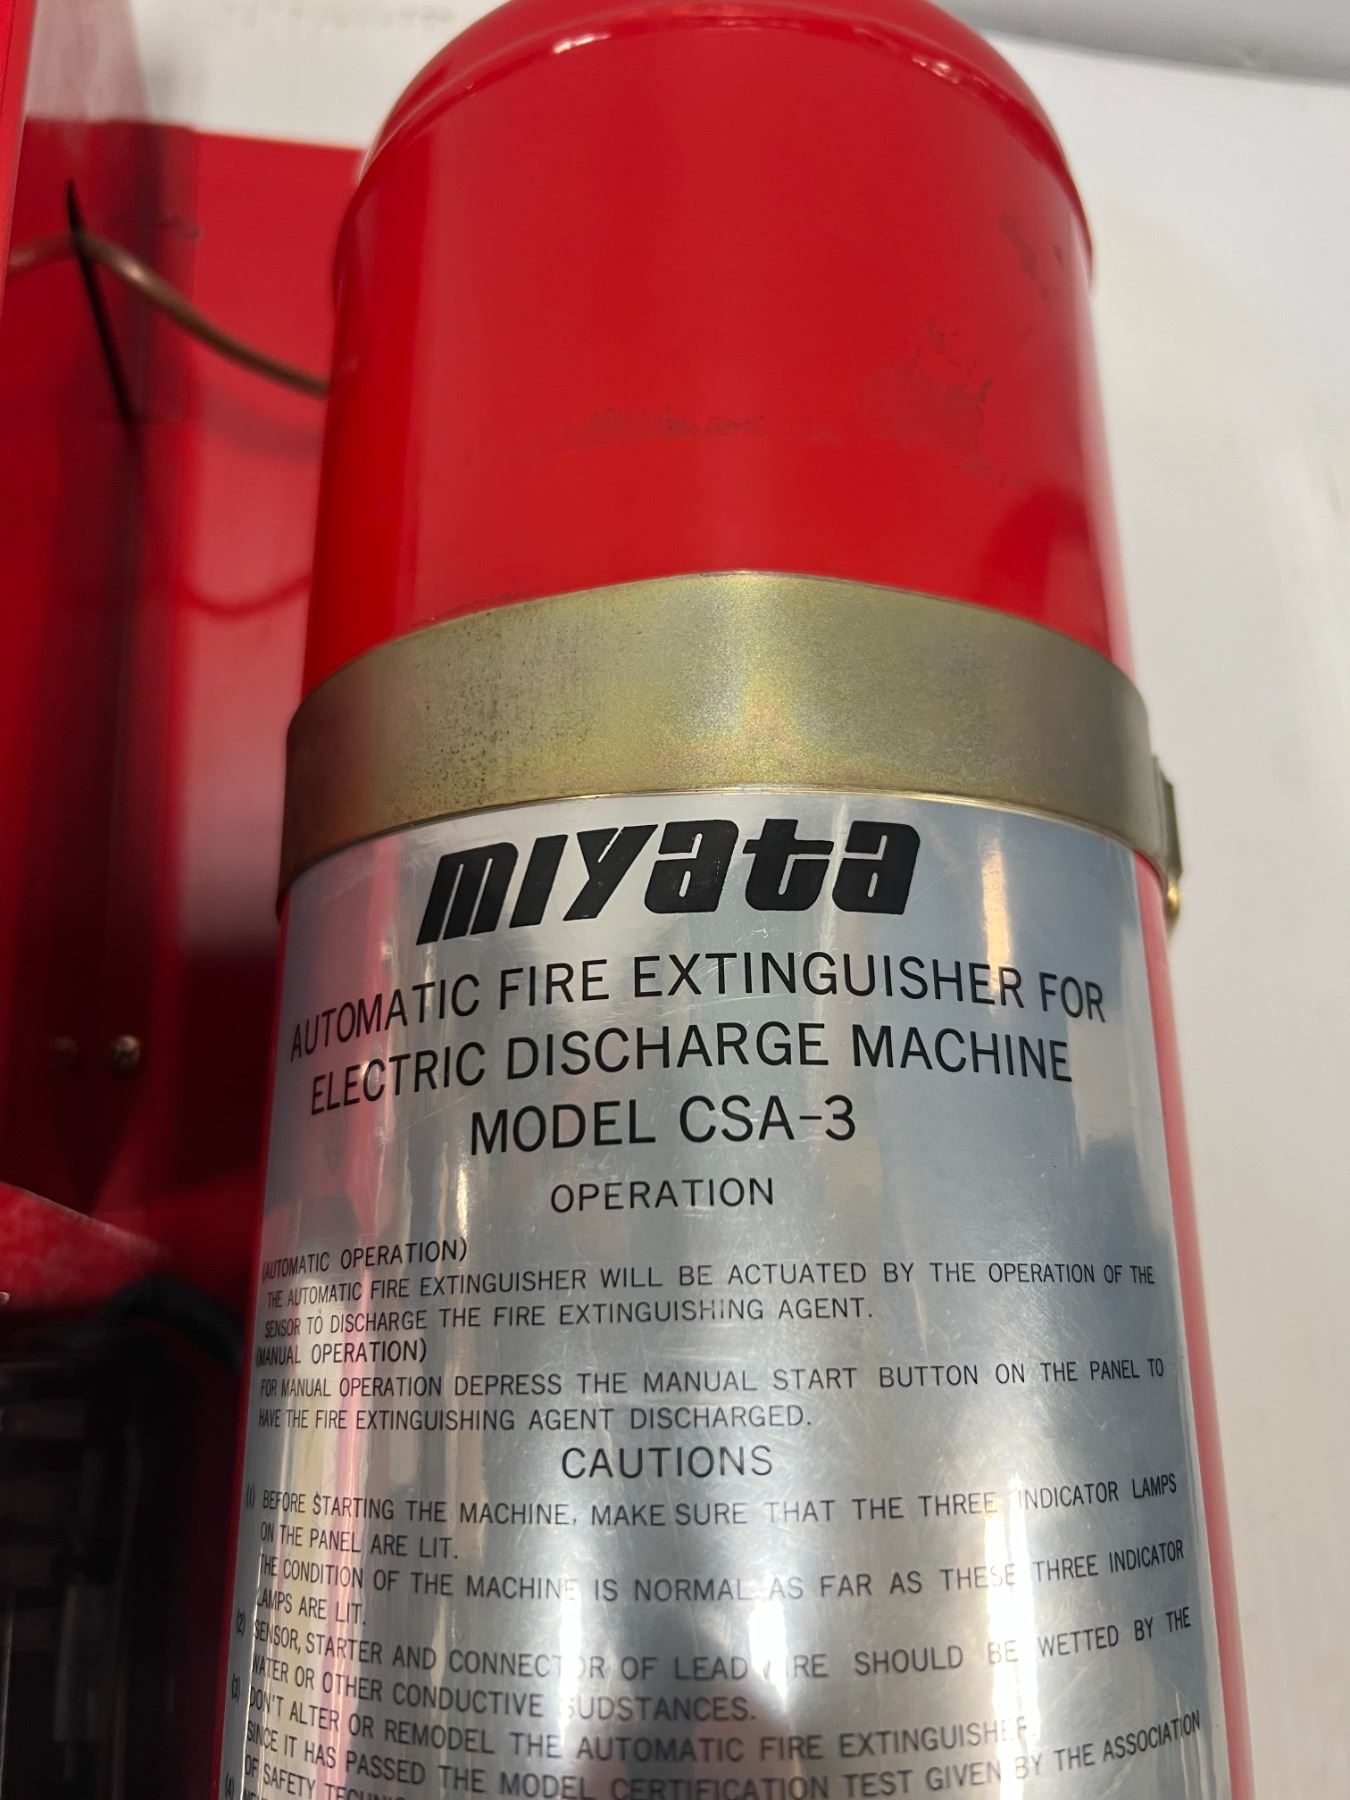 miyata
AUTOMATIC FIRE EXTINGUISHER FOR
ELECTRIC DISCHARGE MACHINE
MODEL CSA-3
OPERATION
(AUTOMATIC OPERATION)
THE AUTOMATIC FIRE EXTINGUISHER WILL BE ACTUATED BY THE OPERATION OF THE
SENSOR TO DISCHARGE THE FIRE EXTINGUISHING AGENT.
(MANUAL OPERATION)
FOR MANUAL OPERATION DEPRESS THE MANUAL START BUTTON ON THE PANEL TO
HAVE THE FIRE EXTINGUISHING AGENT DISCHARGED.
CAUTIONS
(1) BEFORE STARTING THE MACHINE, MAKE SURE THAT THE THREE INDICATOR LAMPS
ON THE PANEL ARE LIT.
THE CONDITION OF THE MACHINE IS NORMAL AS FAR AS THESE THREE INDICATOR
LAMPS ARE LIT.
(2) SENSOR, STARTER AND CONNECTOR OF LEAD WIRE SHOULD BE WETTED BY THE
WATER OR OTHER CONDUCTIVE SUDSTANCES.
(3) DON'T ALTER OR REMODEL THE AUTOMATIC FIRE EXTINGUISHER.
SINCE IT HAS PASSED THE MODEL CERTIFICATION TEST GIVEN BY THE ASSOCIATION
OF SAFETY
(4)